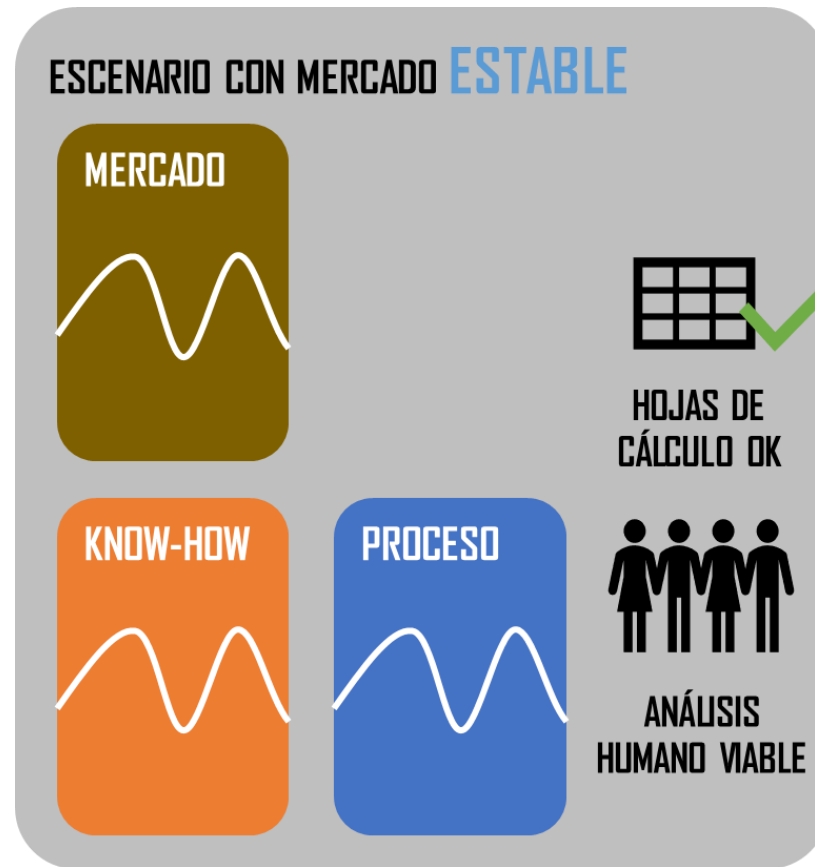 ESCENARIO CON MERCADO ESTABLE
MERCADO
HOJAS DE
CÁLCULO OK
KNOW-HOW
PROCESO
ANÁLISIS
HUMANO VIABLE